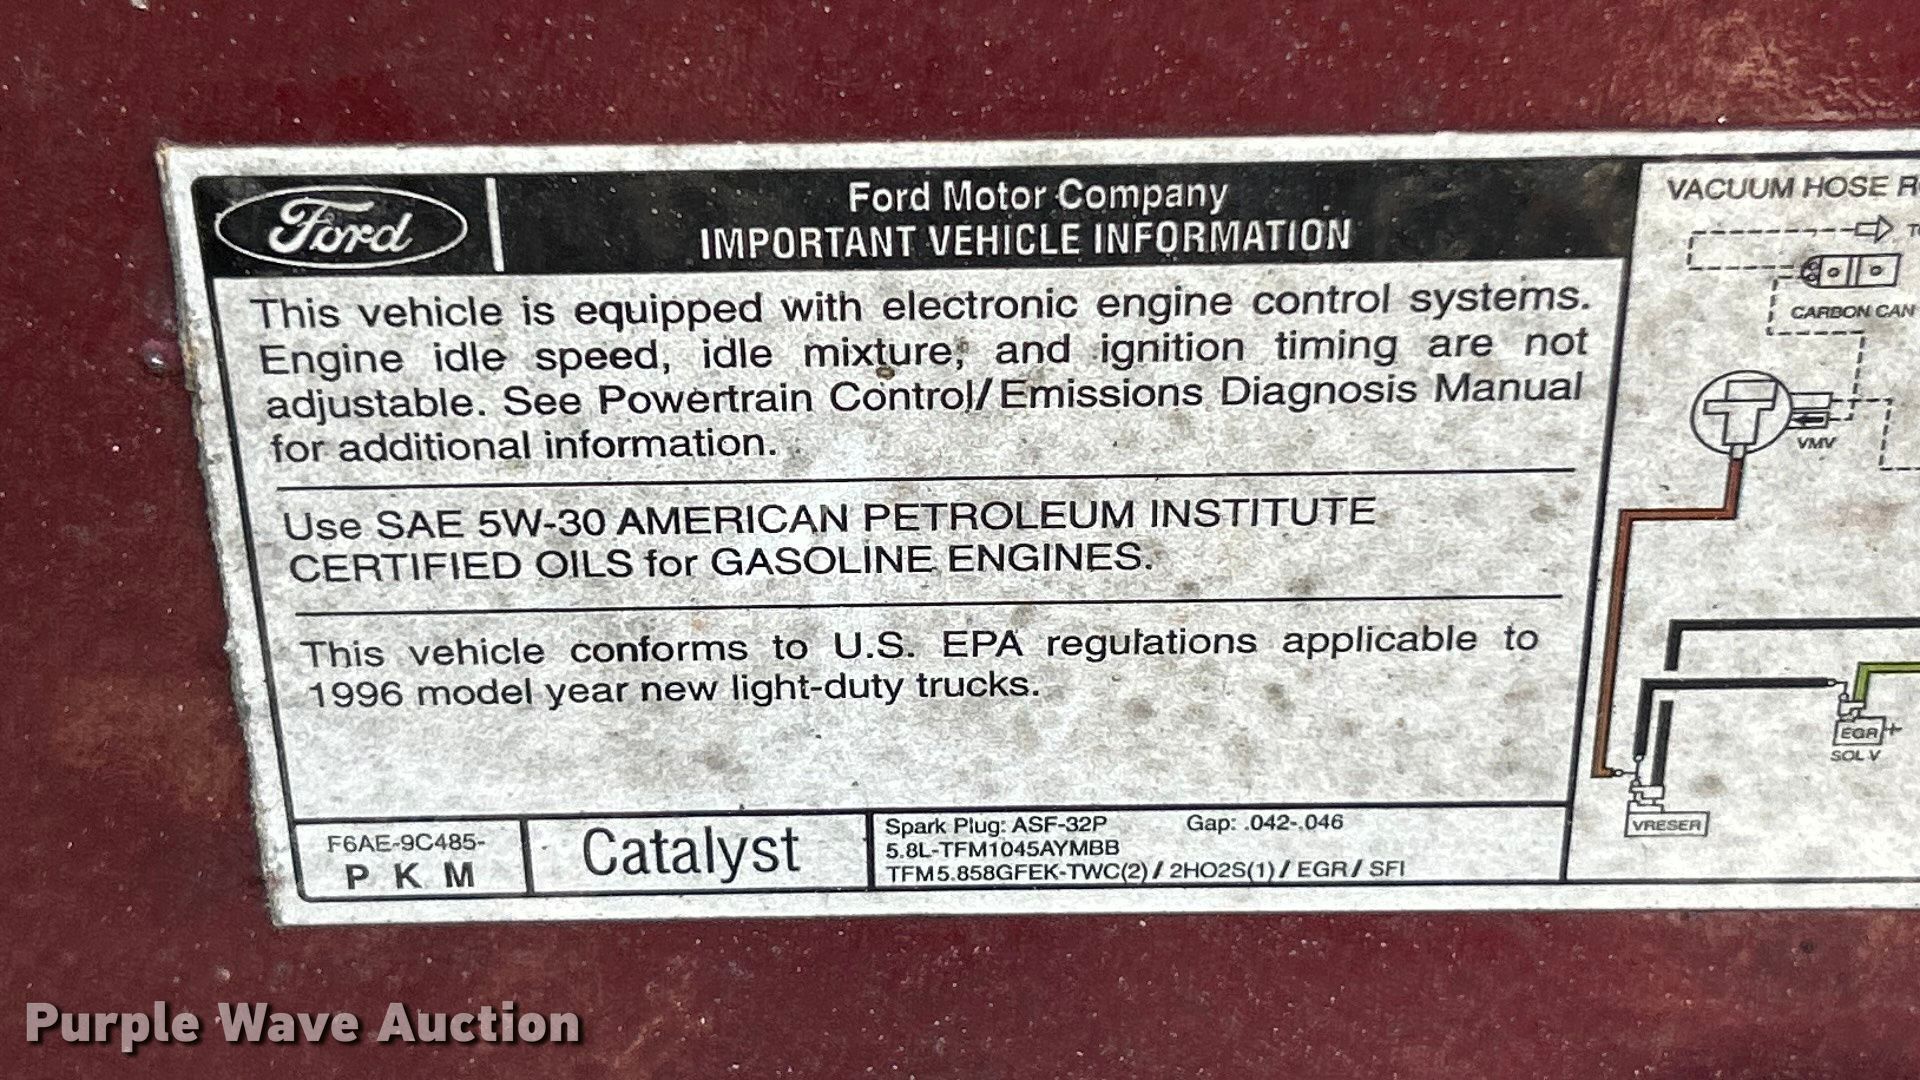 Ford
Ford Motor Company
IMPORTANT VEHICLE INFORMATION
This vehicle is equipped with electronic engine control systems.
Engine idle speed, idle mixture, and ignition timing are not
adjustable. See Powertrain Control/Emissions Diagnosis Manual
for additional information.
Use SAE 5W-30 AMERICAN PETROLEUM INSTITUTE
CERTIFIED OILS for GASOLINE ENGINES.
This vehicle conforms to U.S. EPA regulations applicable to
1996 model year new light-duty trucks.
F6AE-9C485-
P K M
Catalyst
Spark Plug: ASF-32P Gap: .042-.046
5.8L-TFM1045AYMBB
TFM5.858GFEK-TWC(2)/2HO2S(1)/EGR/SFI
VACUUM HOSE
CARBON CAN
VMV
EGR
SOL V
VRESER
Purple Wave Auction